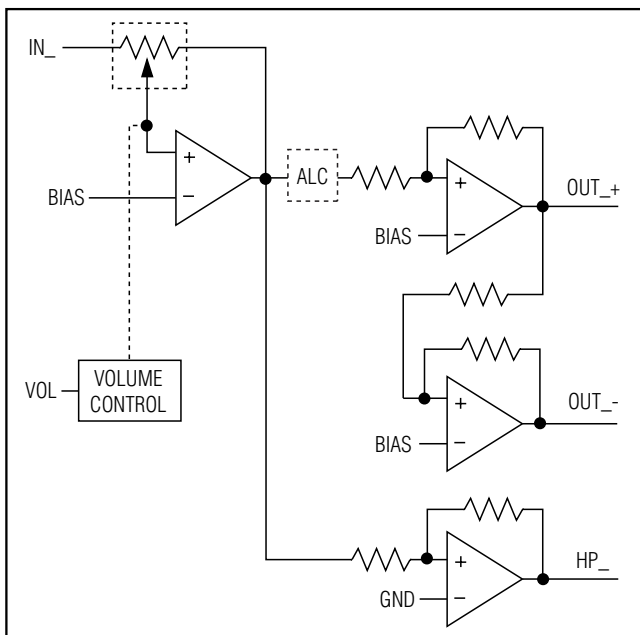 IN_
+
−
BIAS
ALC
+
−
BIAS
OUT_+
VOL
VOLUME
CONTROL
+
−
BIAS
OUT_-
+
−
GND
HP_